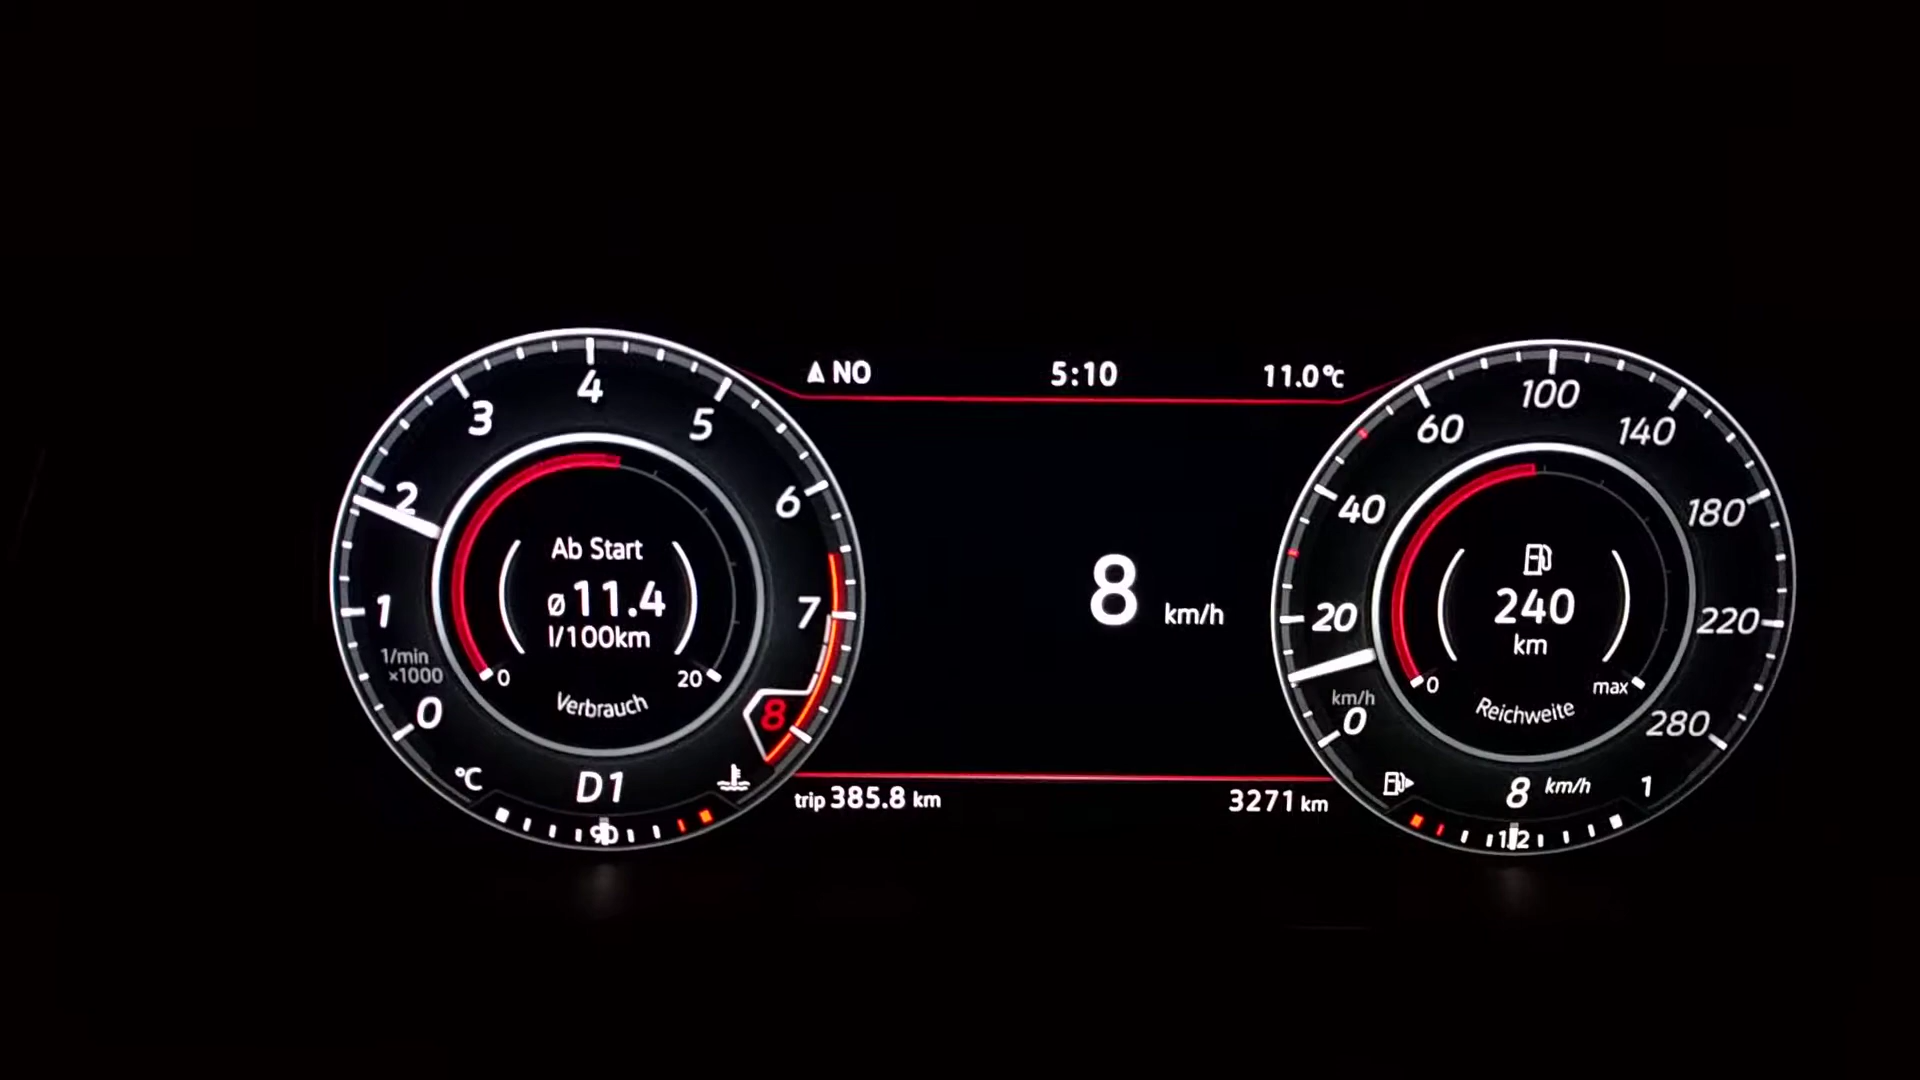 NO 5:10 11.0°C
0 1 2 3 4 5 6 7 8
1/min
×1000
Ab Start
ø11.4
l/100km
0 20
Verbrauch
°C D1
90
8 km/h
trip 385.8 km 3271 km
0 20 40 60 100 140 180 220 280
km/h
240
km
0 max
Reichweite
8 km/h 1
1/2